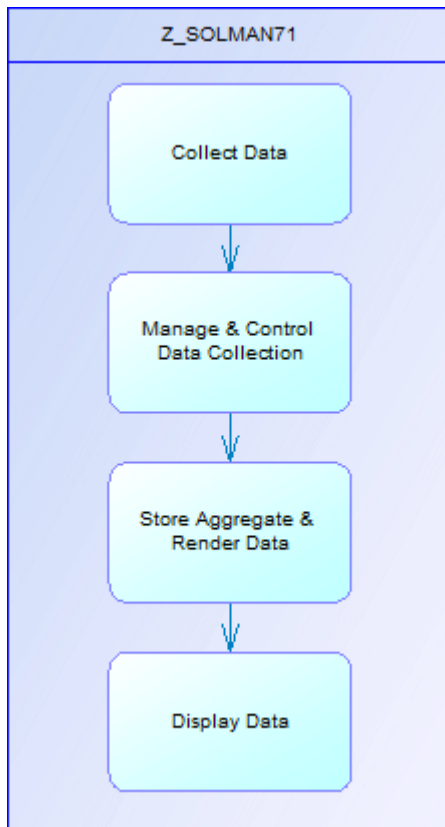 Z_SOLMAN71
Collect Data
Manage & Control
Data Collection
Store Aggregate &
Render Data
Display Data